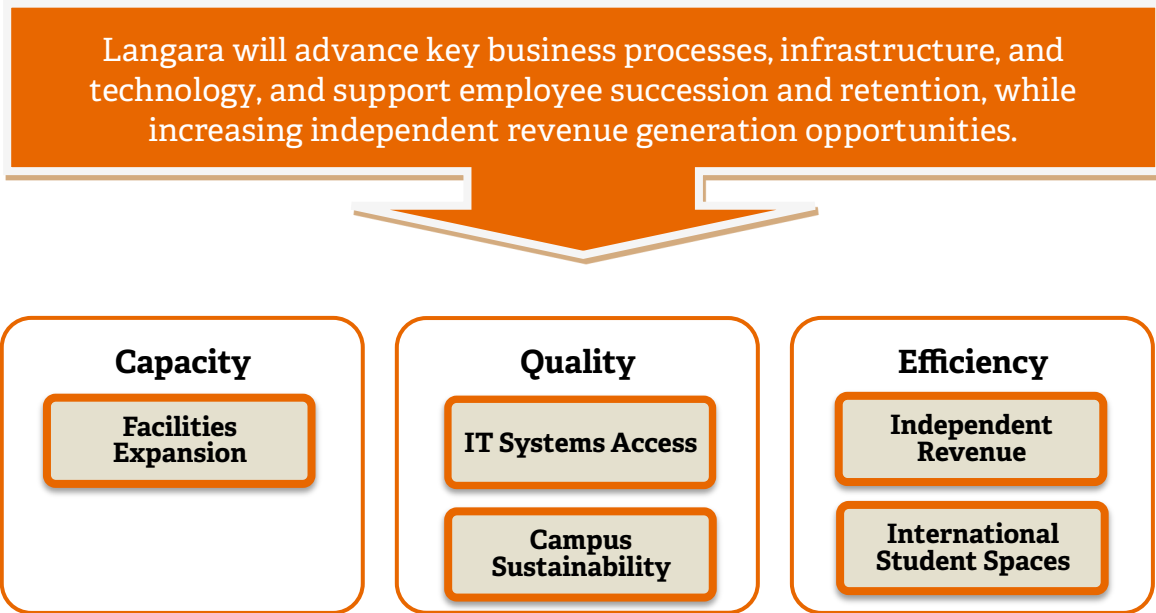 Langara will advance key business processes, infrastructure, and
technology, and support employee succession and retention, while
increasing independent revenue generation opportunities.
Capacity
Facilities
Expansion
Quality
IT Systems Access
Campus
Sustainability
Efficiency
Independent
Revenue
International
Student Spaces